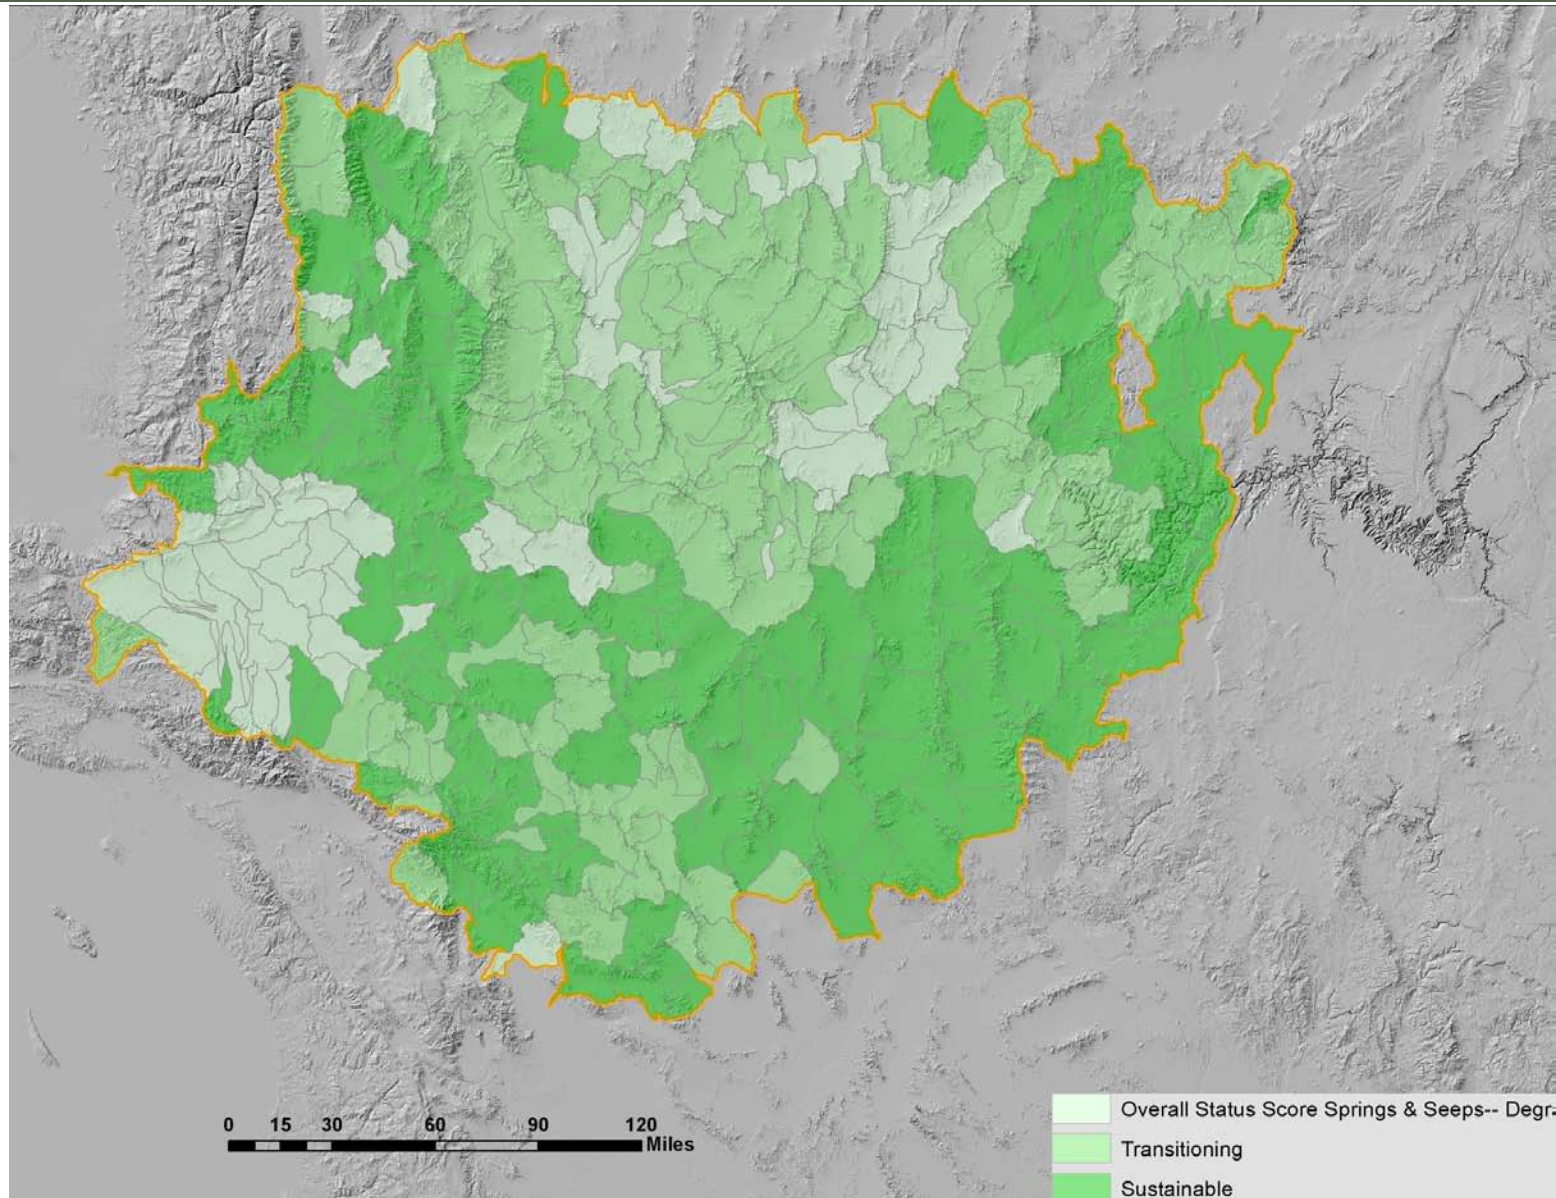 0 15 30 60 90 120
Miles
Overall Status Score Springs & Seeps-- Degr
Transitioning
Sustainable